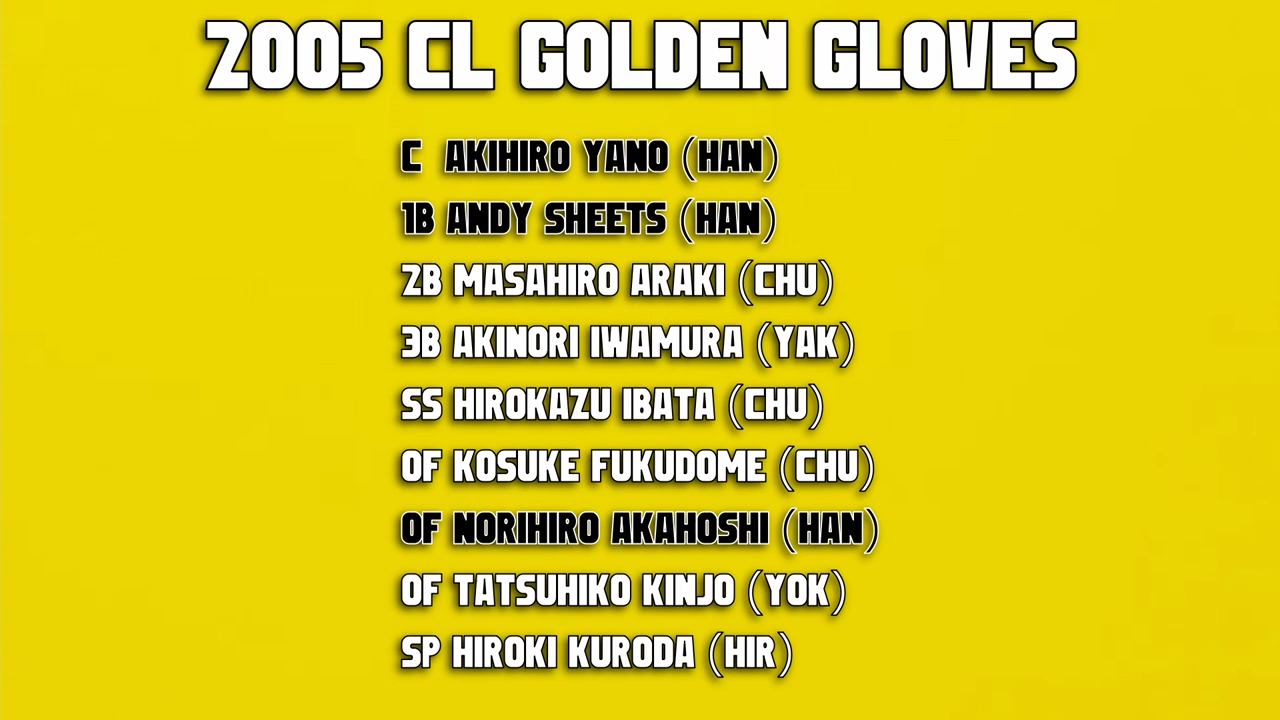 2005 CL GOLDEN GLOVES
C AKIHIRO YANO (HAN)
1B ANDY SHEETS (HAN)
2B MASAHIRO ARAKI (CHU)
3B AKINORI IWAMURA (YAK)
SS HIROKAZU IBATA (CHU)
OF KOSUKE FUKUDOME (CHU)
OF NORIHIRO AKAHOSHI (HAN)
OF TATSUHIKO KINJO (YOK)
SP HIROKI KURODA (HIR)